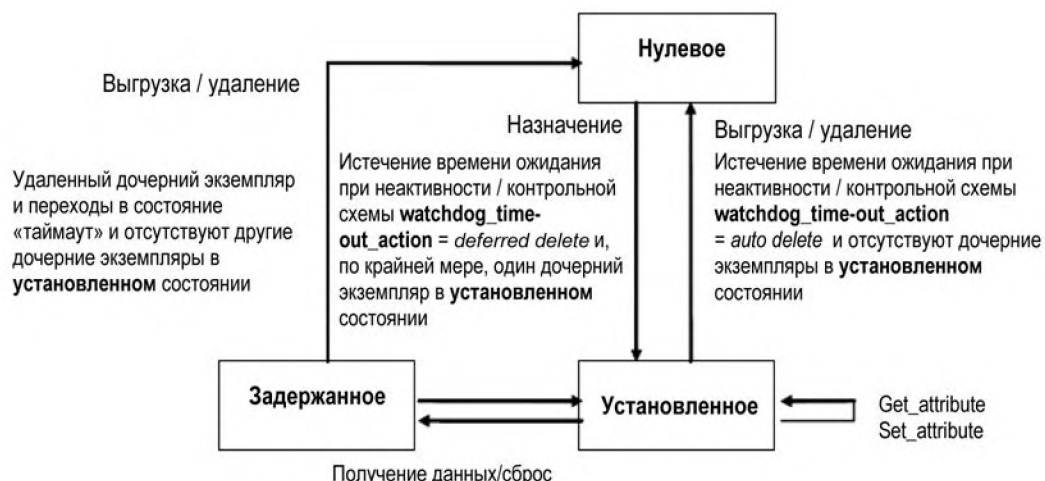 Нулевое
Выгрузка / удаление
Назначение
Выгрузка / удаление
Удаленный дочерний экземпляр
и переходы в состояние
«таймаут» и отсутствуют другие
дочерние экземпляры в
установленном состоянии
Истечение времени ожидания
при неактивности / контрольной
схемы watchdog_time-
out_action = deferred delete и,
по крайней мере, один дочерний
экземпляр в установленном
состоянии
Истечение времени ожидания при
неактивности / контрольной схемы
watchdog_time-out_action
= auto delete и отсутствуют дочерние
экземпляры в установленном
состоянии
Задержанное
Установленное
Get_attribute
Set_attribute
Получение данных/сброс